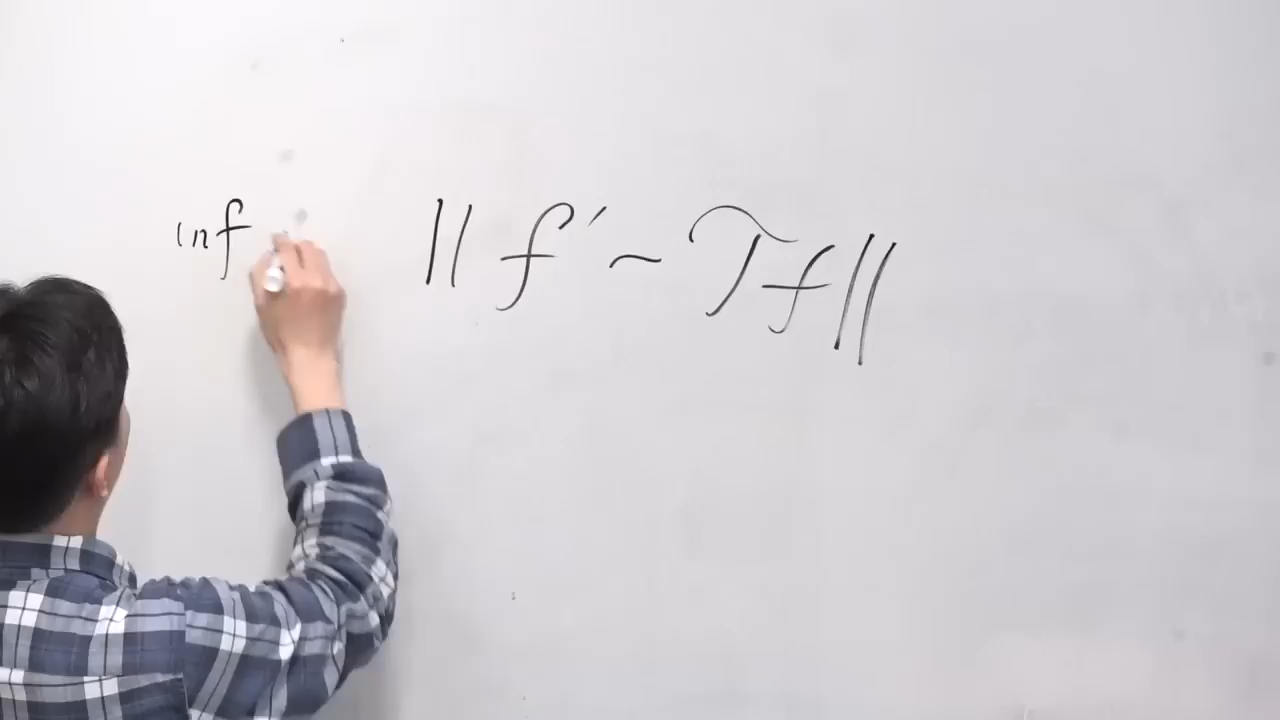 inf ‖ f′ ~ 𝒯f ‖